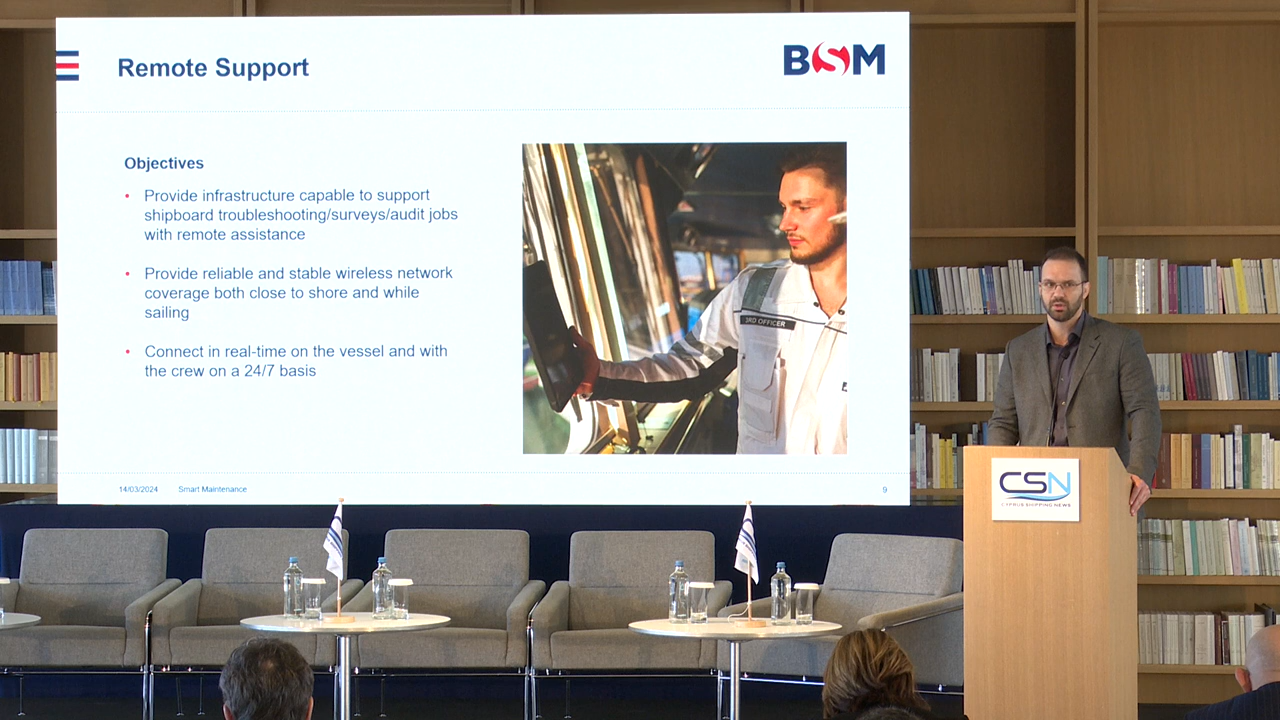 Remote Support
BSM
Objectives
• Provide infrastructure capable to support
shipboard troubleshooting/surveys/audit jobs
with remote assistance
• Provide reliable and stable wireless network
coverage both close to shore and while
sailing
• Connect in real-time on the vessel and with
the crew on a 24/7 basis
3RD OFFICER
14/03/2024 Smart Maintenance 9
CSN
CYPRUS SHIPPING NEWS